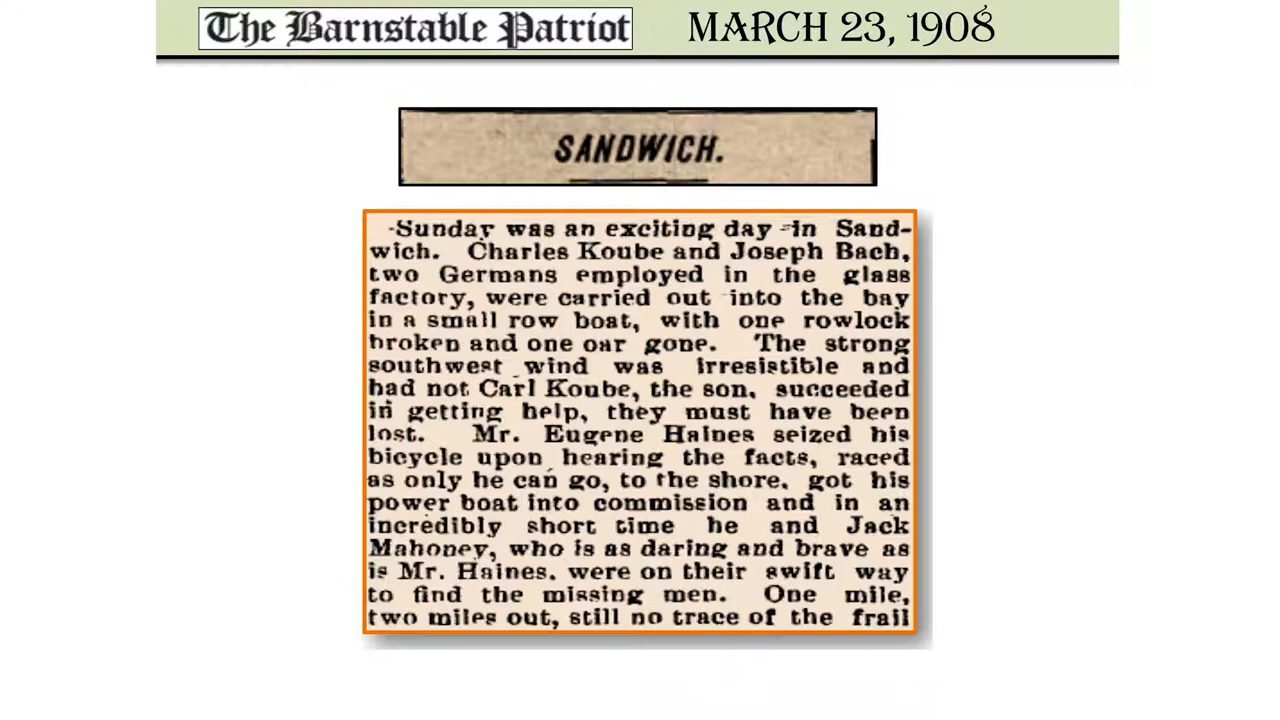 The Barnstable Patriot
MARCH 23, 1908
SANDWICH.
Sunday was an exciting day in Sand-
wich. Charles Koube and Joseph Bach,
two Germans employed in the glass
factory, were carried out into the bay
in a small row boat, with one rowlock
broken and one oar gone. The strong
southwest wind was irresistible and
had not Carl Koube, the son, succeeded
in getting help, they must have been
lost. Mr. Eugene Haines seized his
bicycle upon hearing the facts, raced
as only he can go, to the shore, got his
power boat into commission and in an
incredibly short time he and Jack
Mahoney, who is as daring and brave as
is Mr. Haines, were on their swift way
to find the missing men. One mile,
two miles out, still no trace of the frail